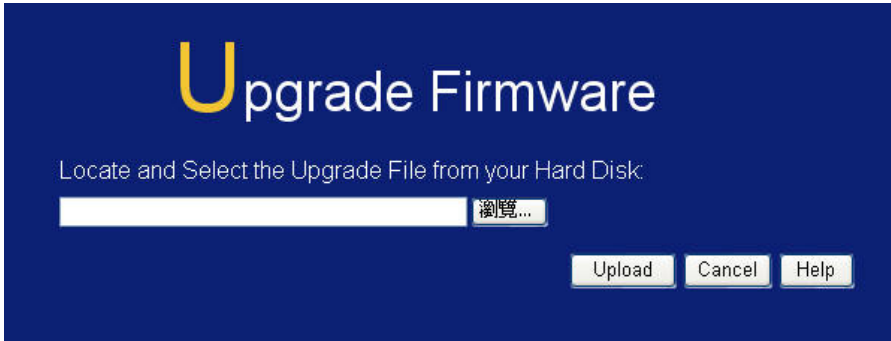 Upgrade Firmware
Locate and Select the Upgrade File from your Hard Disk:
瀏覽...
Upload Cancel Help